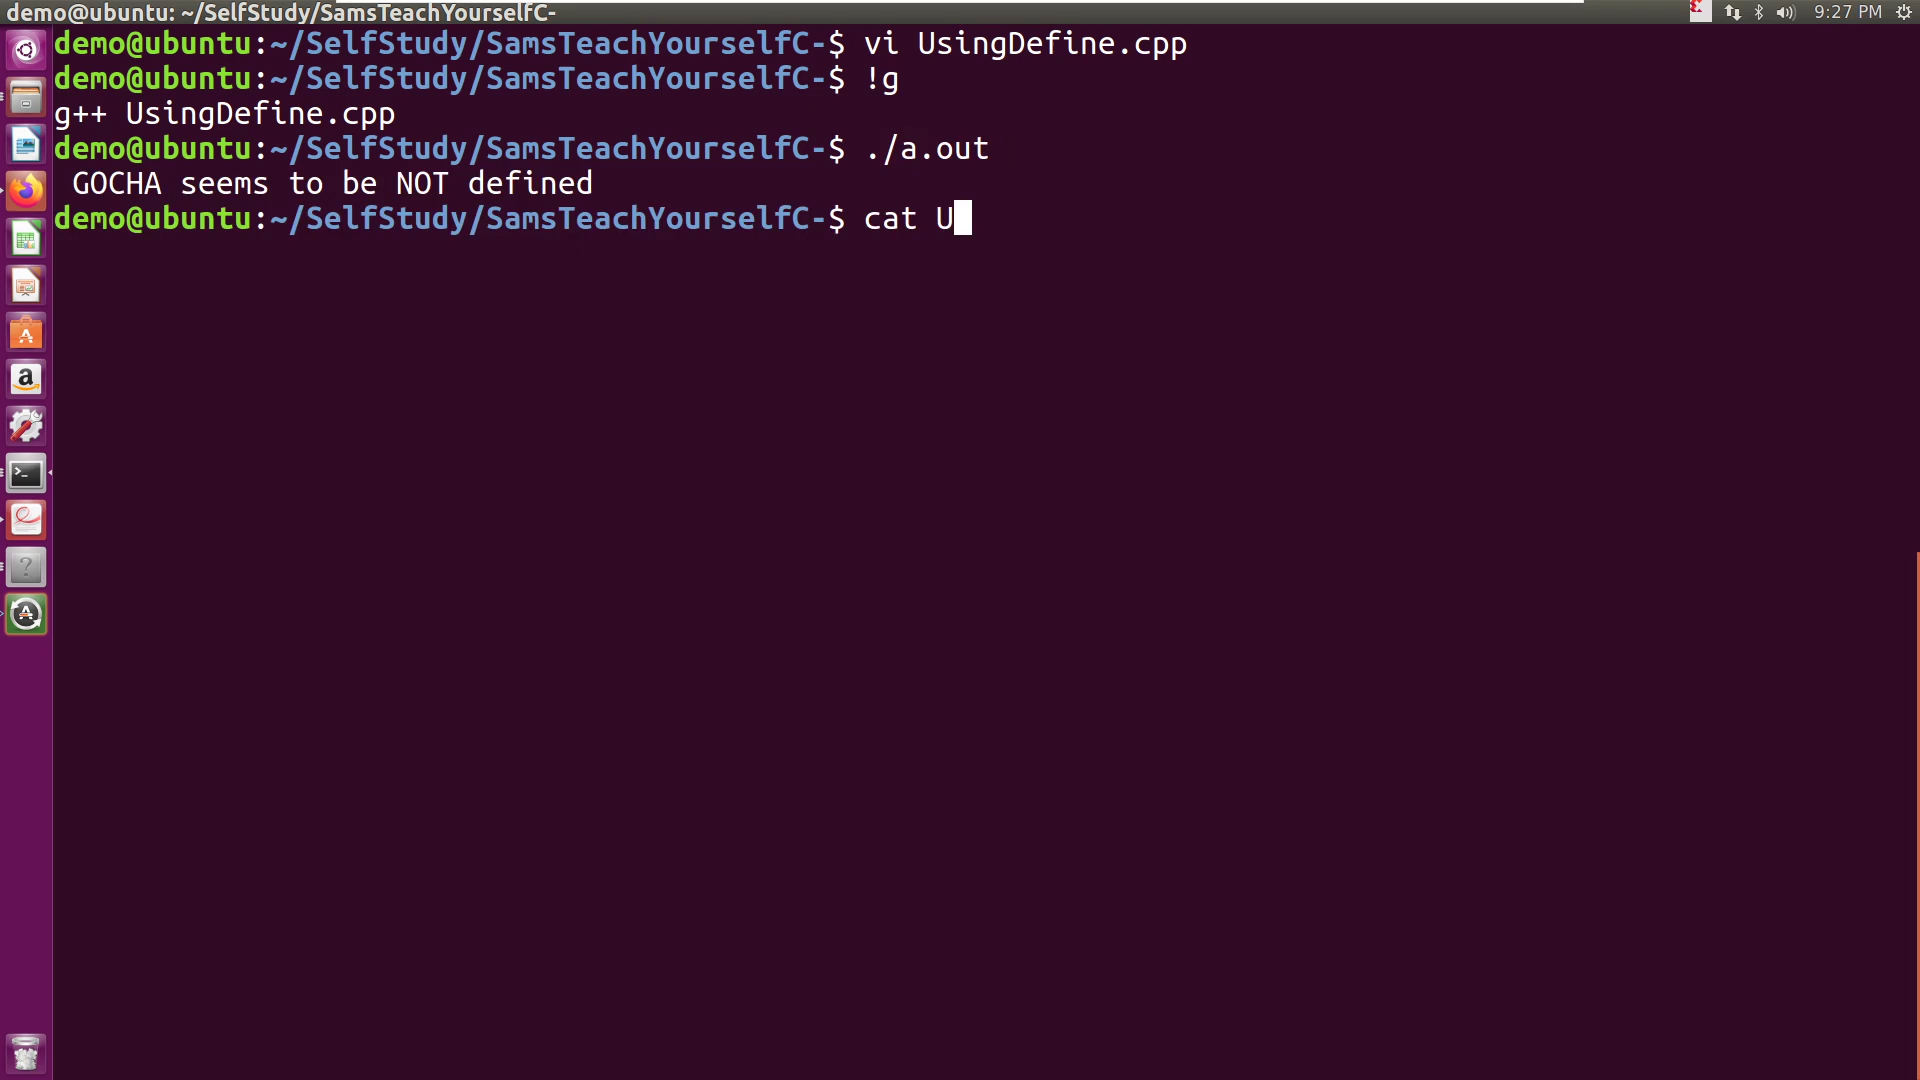 demo@ubuntu: ~/SelfStudy/SamsTeachYourselfC-
9:27 PM
demo@ubuntu:~/SelfStudy/SamsTeachYourselfC-$ vi UsingDefine.cpp
demo@ubuntu:~/SelfStudy/SamsTeachYourselfC-$ !g
g++ UsingDefine.cpp
demo@ubuntu:~/SelfStudy/SamsTeachYourselfC-$ ./a.out
GOCHA seems to be NOT defined
demo@ubuntu:~/SelfStudy/SamsTeachYourselfC-$ cat U